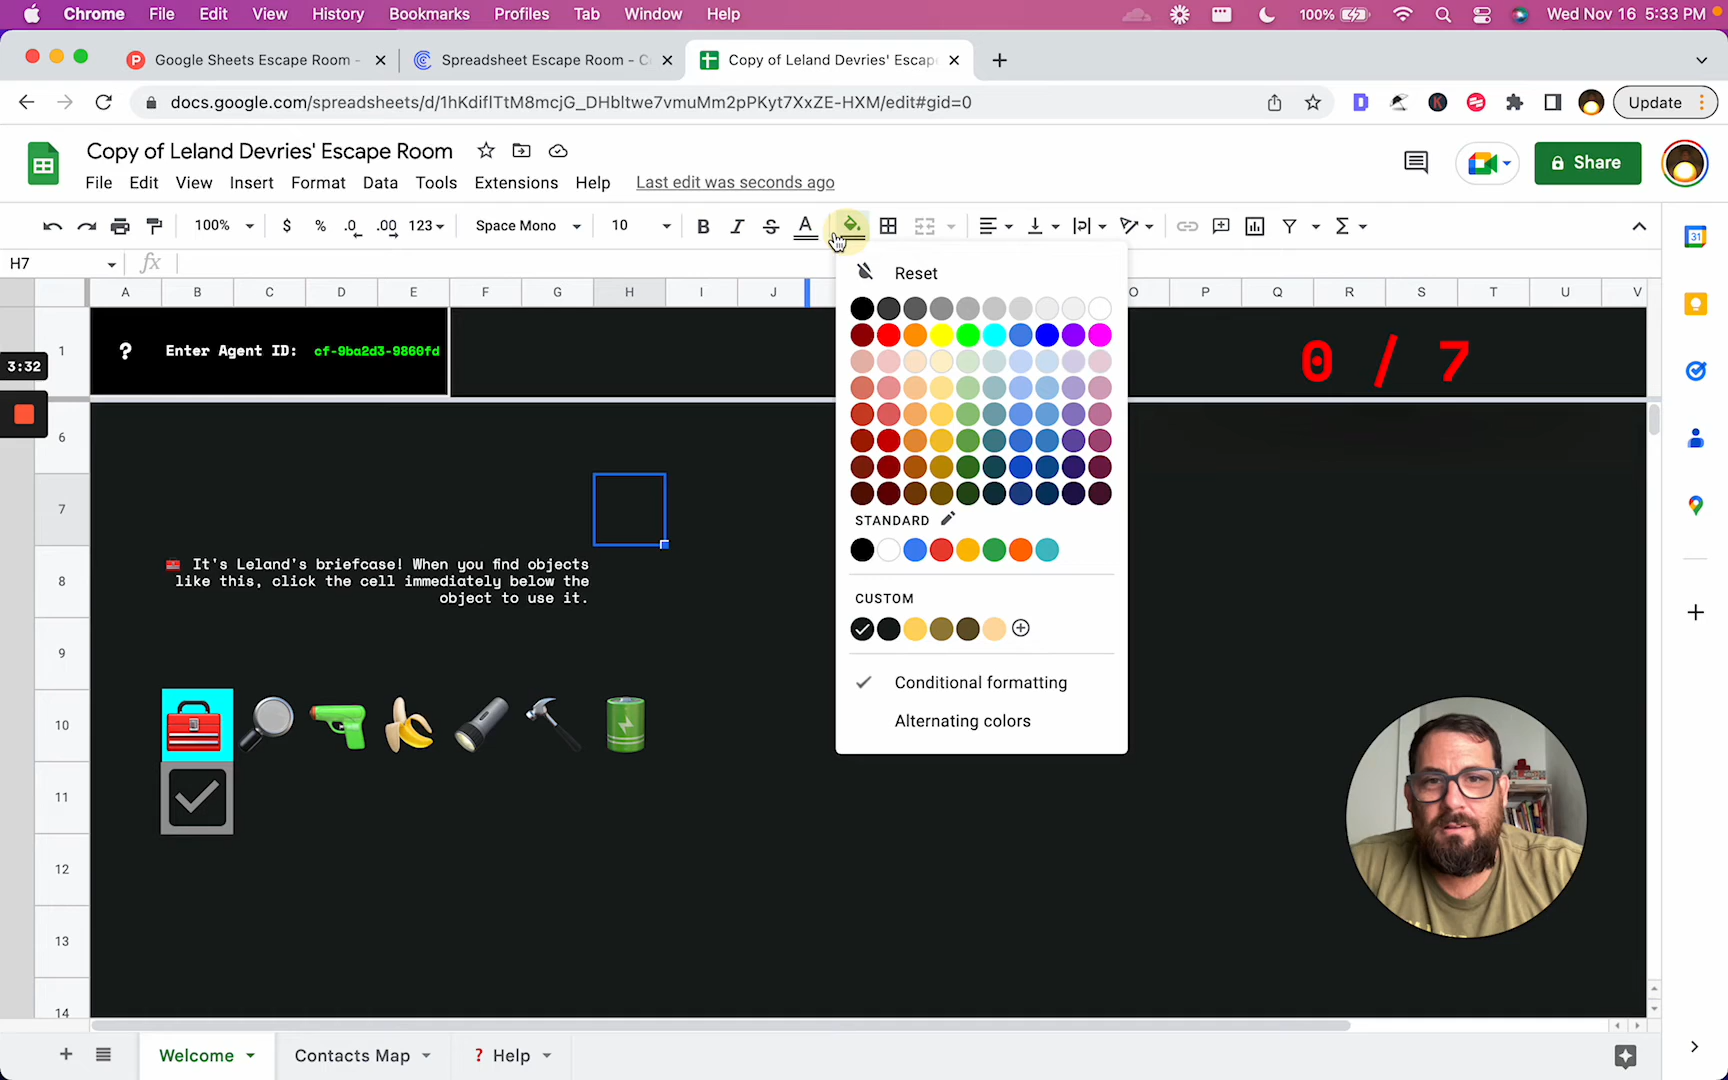 Chrome File Edit View History Bookmarks Profiles Tab Window Help 100% Wed Nov 16 5:33 PM
Google Sheets Escape Room - Spreadsheet Escape Room - C Copy of Leland Devries' Escap
docs.google.com/spreadsheets/d/1hKdiflTtM8mcjG_DHbltwe7vmuMm2pPKyt7XxZE-HXM/edit#gid=0 Update
Copy of Leland Devries' Escape Room
File Edit View Insert Format Data Tools Extensions Help Last edit was seconds ago
Share
100% $ % .0 .00 123 Space Mono 10 B I S A
H7 fx
Reset
A B C D E F G H I J O P Q R S T U V
1 ? Enter Agent ID: cf-9ba2d3-9860fd 0 / 7
3:32
6
7
STANDARD
8 It's Leland's briefcase! When you find objects
like this, click the cell immediately below the
object to use it.
CUSTOM
9
Conditional formatting
Alternating colors
10
11
12
13
14
Welcome Contacts Map ? Help
31